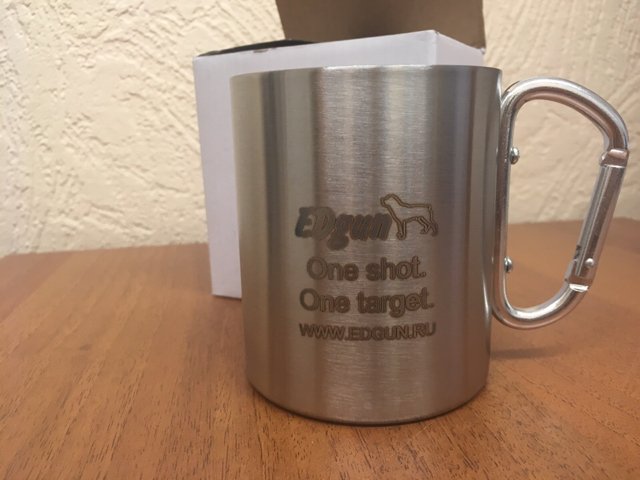 EDgun
One shot.
One target.
WWW.EDGUN.RU